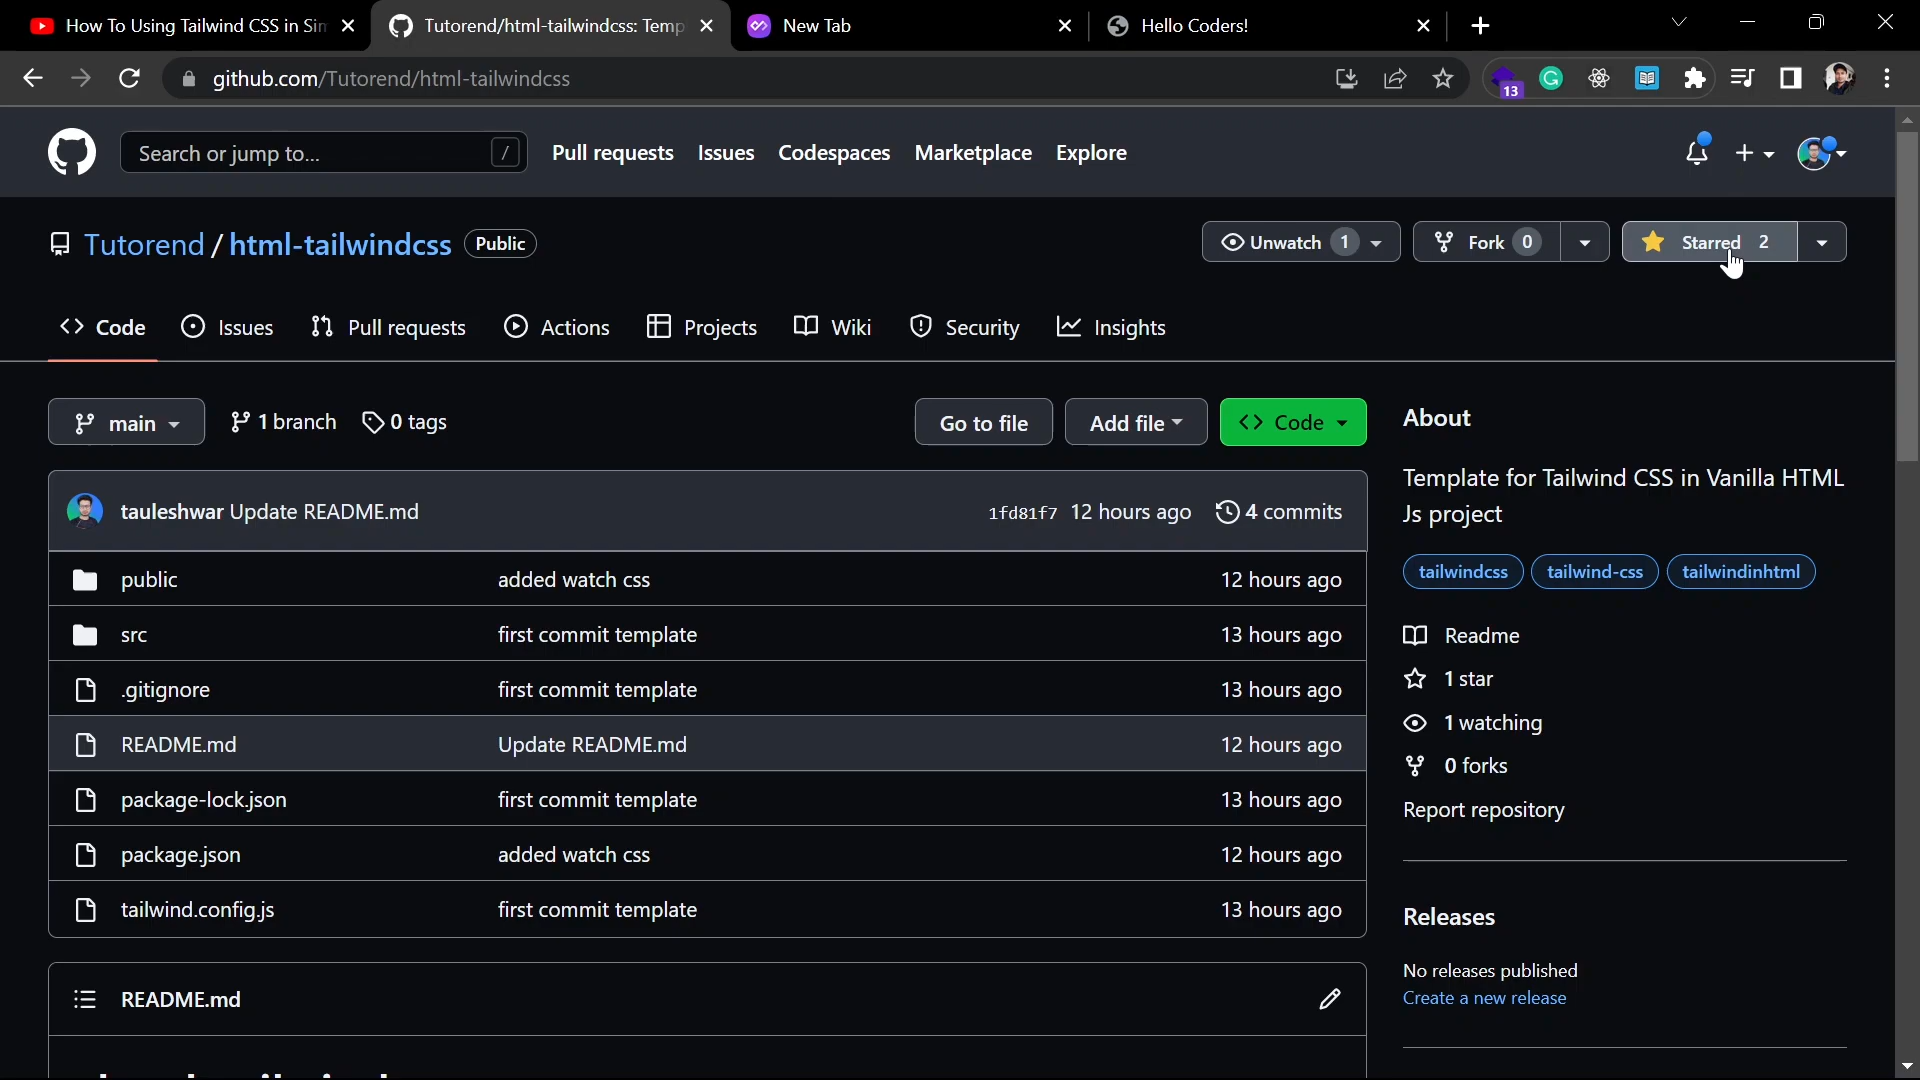 How To Using Tailwind CSS in Sim
Tutorend/html-tailwindcss: Temp
New Tab
Hello Coders!
github.com/Tutorend/html-tailwindcss
13
Search or jump to... /
Pull requests
Issues
Codespaces
Marketplace
Explore
Tutorend / html-tailwindcss Public
Unwatch 1
Fork 0
Starred 2
Code
Issues
Pull requests
Actions
Projects
Wiki
Security
Insights
main
1 branch
0 tags
Go to file
Add file
Code
tauleshwar Update README.md 1fd81f7 12 hours ago 4 commits
public added watch css 12 hours ago
src first commit template 13 hours ago
.gitignore first commit template 13 hours ago
README.md Update README.md 12 hours ago
package-lock.json first commit template 13 hours ago
package.json added watch css 12 hours ago
tailwind.config.js first commit template 13 hours ago
README.md
About
Template for Tailwind CSS in Vanilla HTML
Js project
tailwindcss tailwind-css tailwindinhtml
Readme
1 star
1 watching
0 forks
Report repository
Releases
No releases published
Create a new release